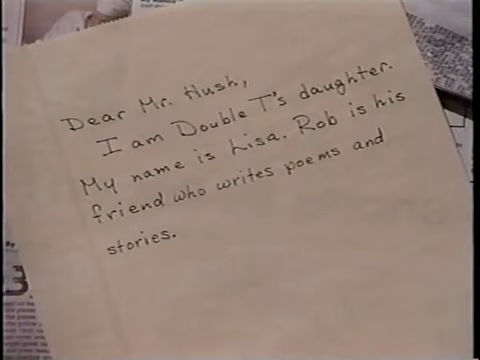 Dear Mr. Hush,
I am Double T's daughter.
My name is Lisa. Rob is his
friend who writes poems and
stories.